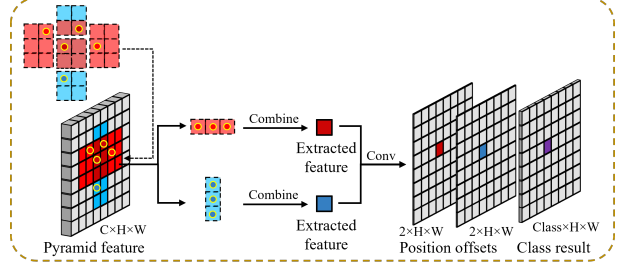 Combine
Extracted
feature
Conv
Combine
Extracted
feature
C×H×W
Pyramid feature
2×H×W
2×H×W
Position offsets
Class×H×W
Class result